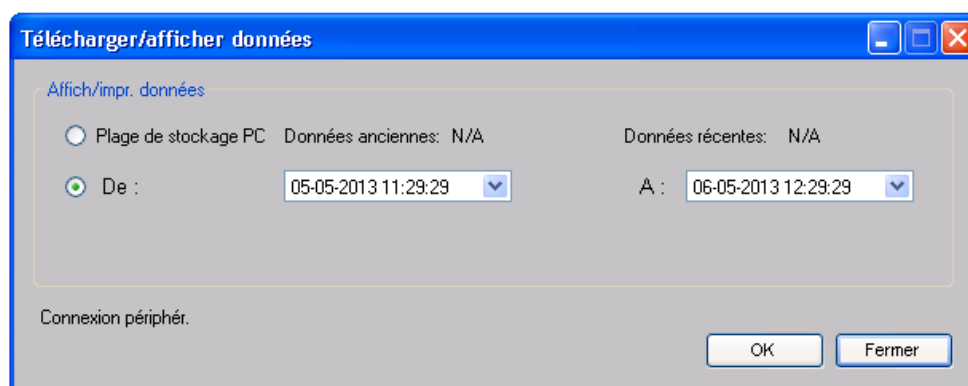 Télécharger/afficher données
Affich/impr. données
Plage de stockage PC Données anciennes: N/A Données récentes: N/A
De : 05-05-2013 11:29:29 A : 06-05-2013 12:29:29
Connexion périphér.
OK Fermer